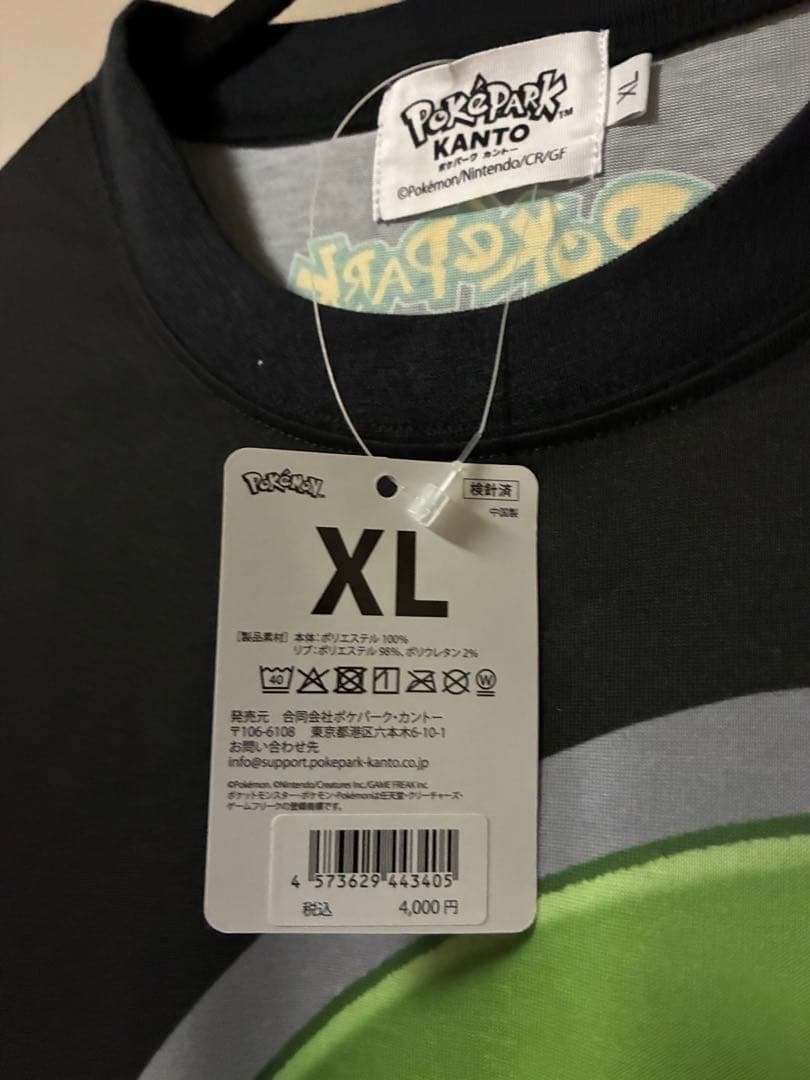 POKéPARK™
KANTO
ポケパーク カントー
©Pokémon/Nintendo/CR/GF
XL
PokéPark
POKéMON
検針済
中国製
XL
[製品素材] 本体:ポリエステル 100%
リブ:ポリエステル 98%、ポリウレタン 2%
40
W
発売元 合同会社ポケパーク・カントー
〒106-6108 東京都港区六本木6-10-1
お問い合わせ先
info@support.pokepark-kanto.co.jp
©Pokémon. ©Nintendo/Creatures Inc./GAME FREAK inc.
ポケットモンスター・ポケモン・Pokémonは任天堂・クリーチャーズ・
ゲームフリークの登録商標です。
4 573629 443405
税込 4,000円